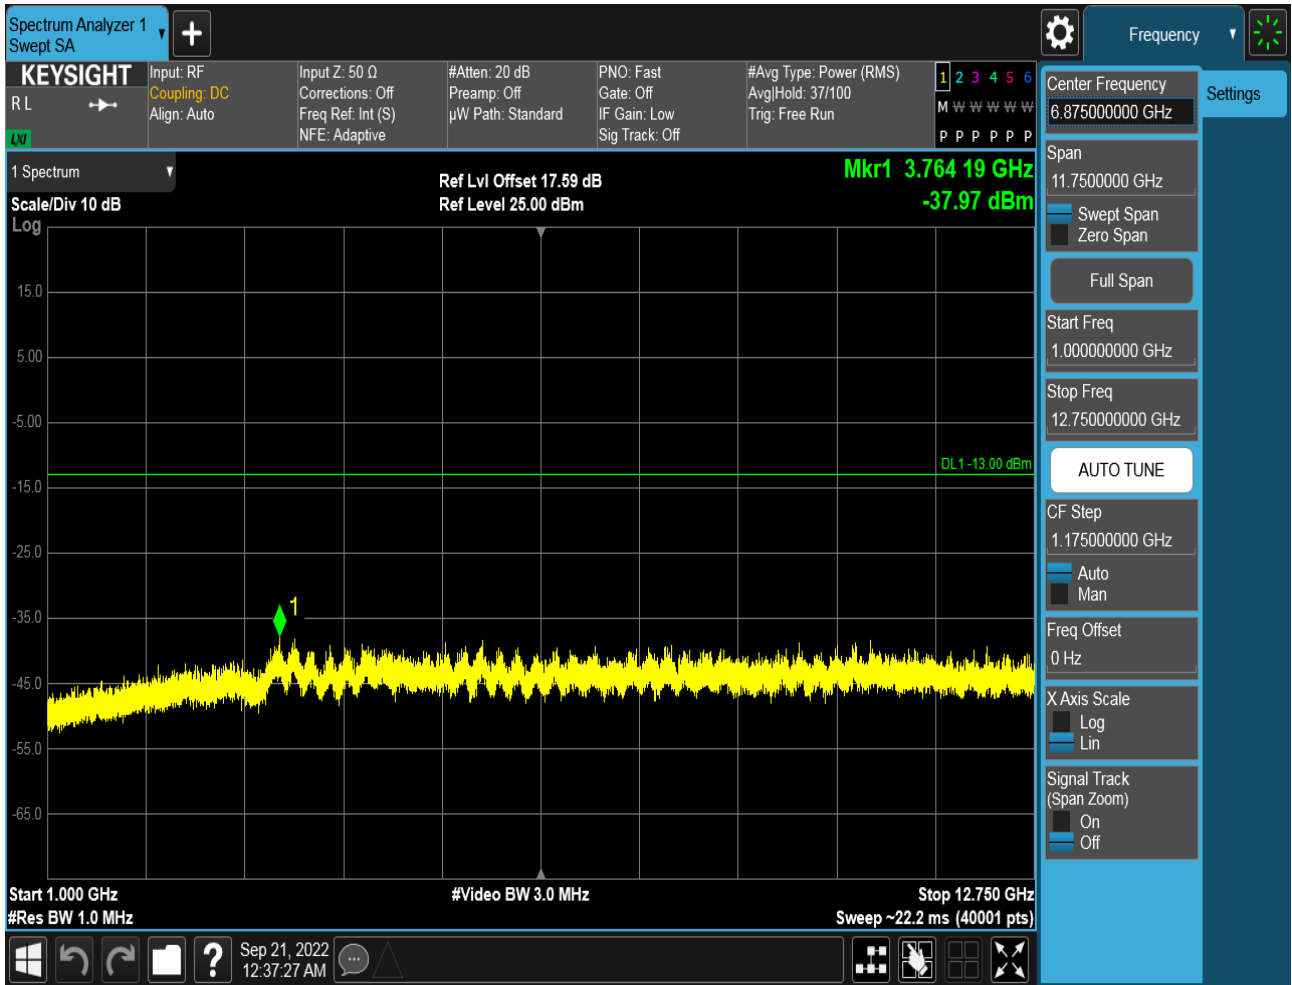 Spectrum Analyzer 1
Swept SA
Frequency
KEYSIGHT
R L
LXI
Input: RF
Coupling: DC
Align: Auto
Input Z: 50 Ω
Corrections: Off
Freq Ref: Int (S)
NFE: Adaptive
#Atten: 20 dB
Preamp: Off
µW Path: Standard
PNO: Fast
Gate: Off
IF Gain: Low
Sig Track: Off
#Avg Type: Power (RMS)
Avg|Hold: 37/100
Trig: Free Run
1 2 3 4 5 6
M W W W W W
P P P P P P
Center Frequency
6.875000000 GHz
Settings
1 Spectrum
Ref Lvl Offset 17.59 dB
Mkr1 3.764 19 GHz
Scale/Div 10 dB
Ref Level 25.00 dBm
-37.97 dBm
Log
15.0
5.00
-5.00
DL1 -13.00 dBm
-15.0
-25.0
-35.0
1
-45.0
-55.0
-65.0
Start 1.000 GHz
#Video BW 3.0 MHz
Stop 12.750 GHz
#Res BW 1.0 MHz
Sweep ~22.2 ms (40001 pts)
Span
11.7500000 GHz
Swept Span
Zero Span
Full Span
Start Freq
1.000000000 GHz
Stop Freq
12.750000000 GHz
AUTO TUNE
CF Step
1.175000000 GHz
Auto
Man
Freq Offset
0 Hz
X Axis Scale
Log
Lin
Signal Track
(Span Zoom)
On
Off
?
Sep 21, 2022
12:37:27 AM